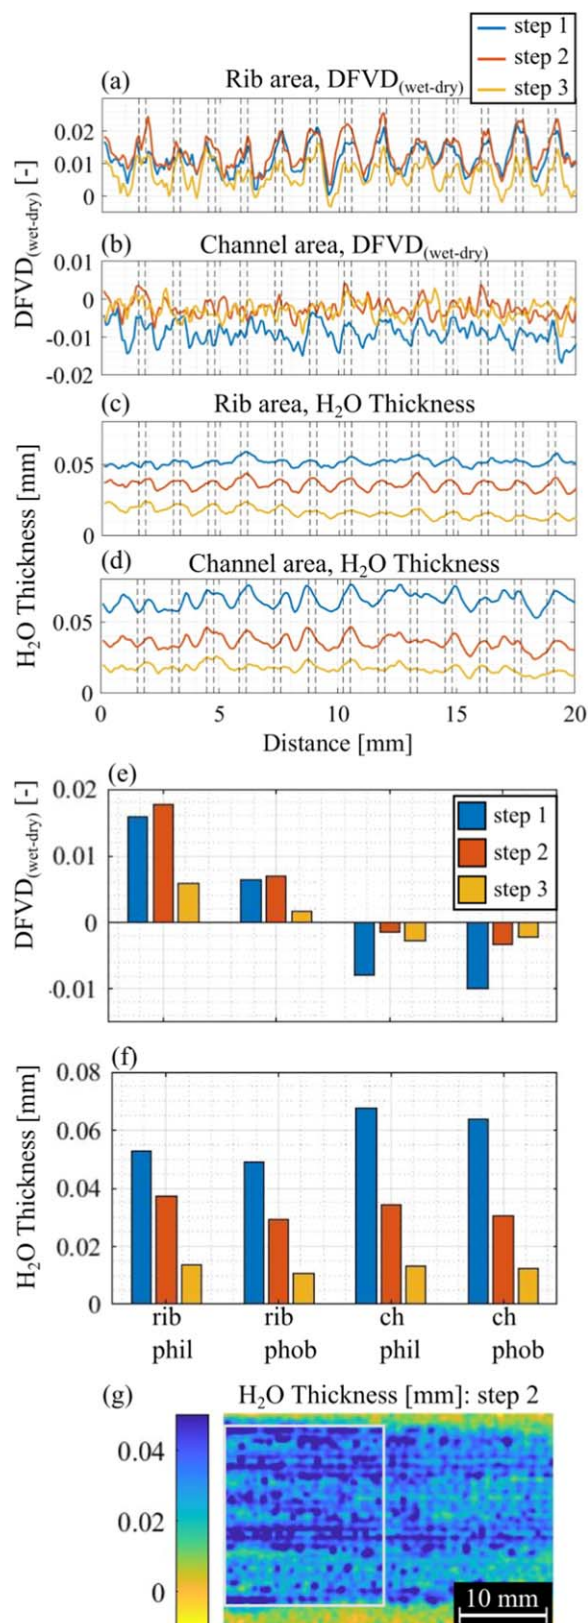 step 1
step 2
step 3
(a) Rib area, DFVD(wet-dry)
0.02
0.01
0
DFVD(wet-dry) [-]
(b) Channel area, DFVD(wet-dry)
0.01
0
-0.01
-0.02
(c) Rib area, H2O Thickness
0.05
0
H2O Thickness [mm]
(d) Channel area, H2O Thickness
0.05
0
0 5 10 15 20
Distance [mm]
(e)
0.02
0.01
0
-0.01
DFVD(wet-dry) [-]
step 1
step 2
step 3
(f)
0.08
0.06
0.04
0.02
0
H2O Thickness [mm]
rib rib ch ch
phil phob phil phob
(g) H2O Thickness [mm]: step 2
0.04
0.02
0
10 mm